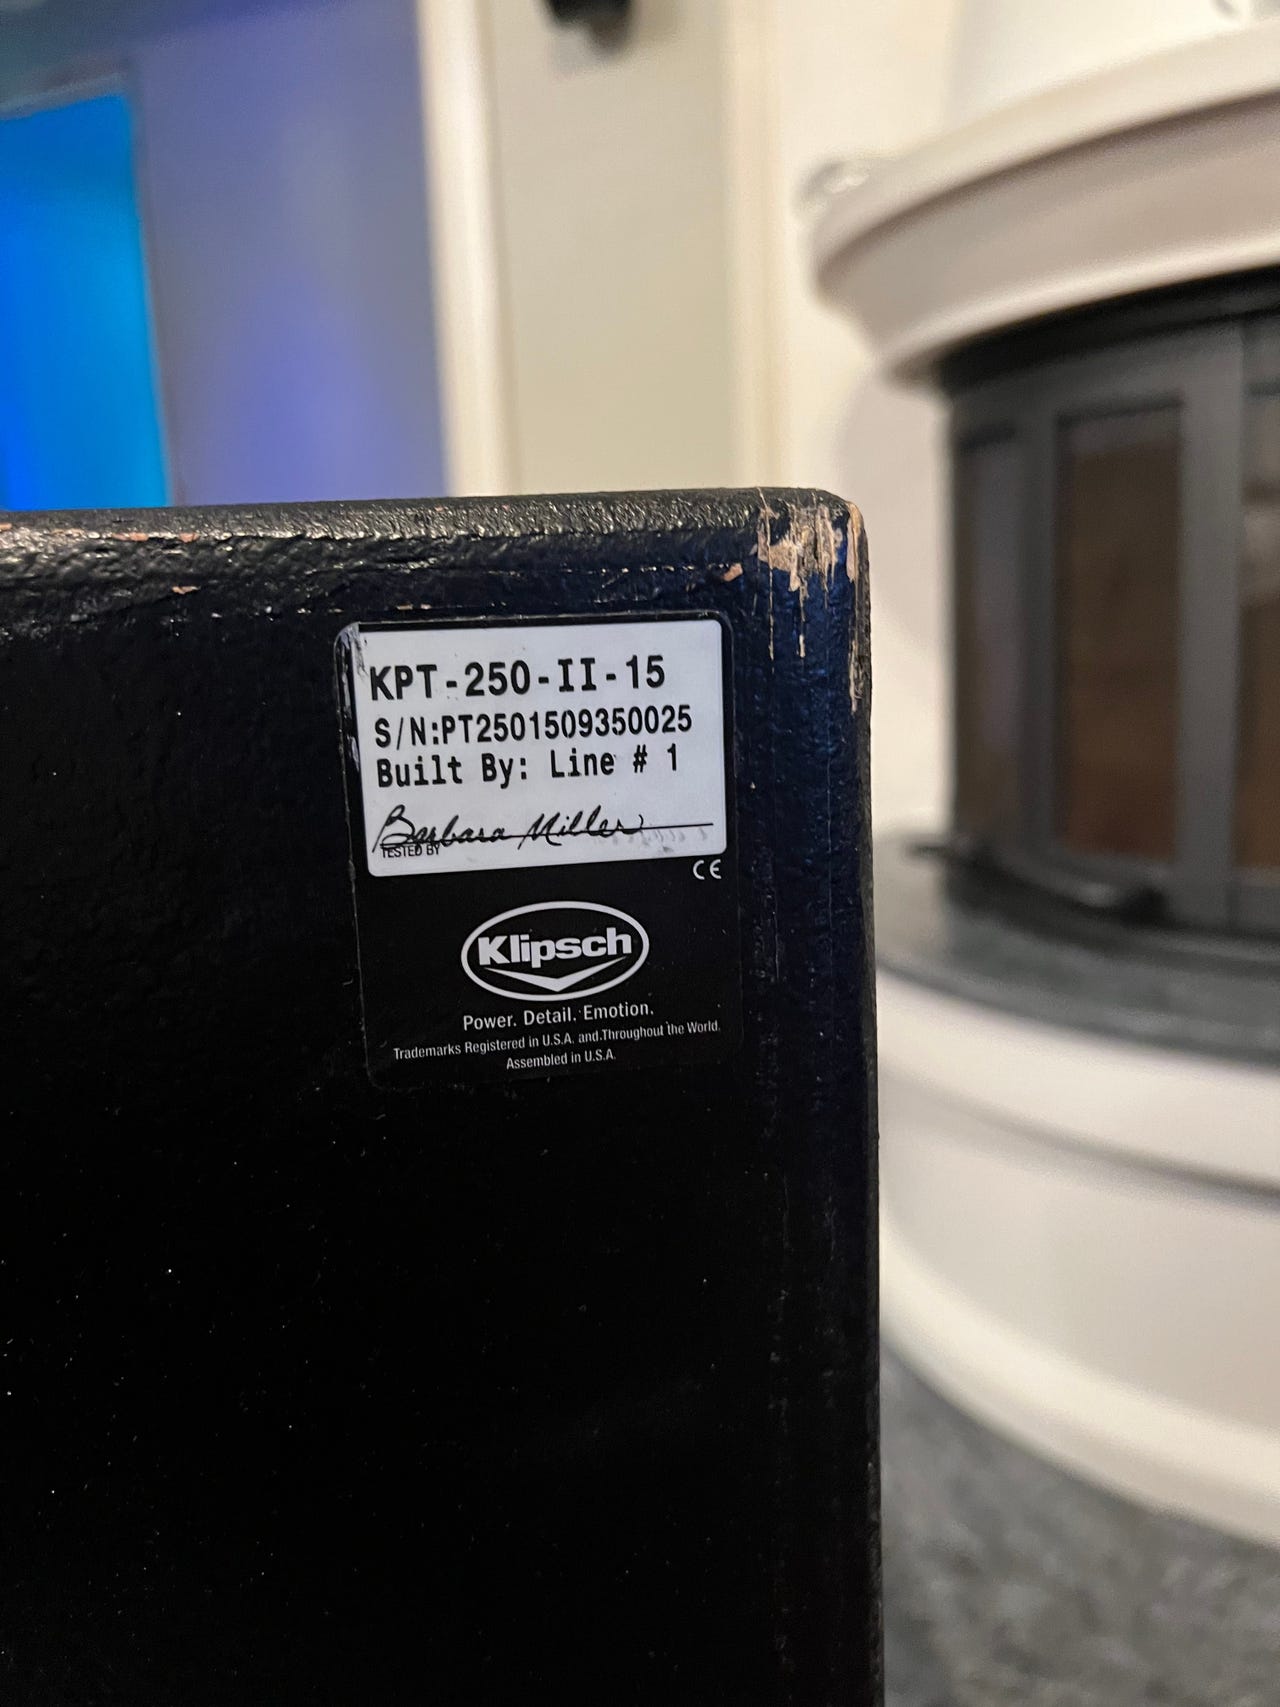 KPT-250-II-15
S/N:PT2501509350025
Built By: Line # 1
Barbara Miller
TESTED BY
CE
Klipsch
Power. Detail. Emotion.
Trademarks Registered in U.S.A. and Throughout the World.
Assembled in U.S.A.